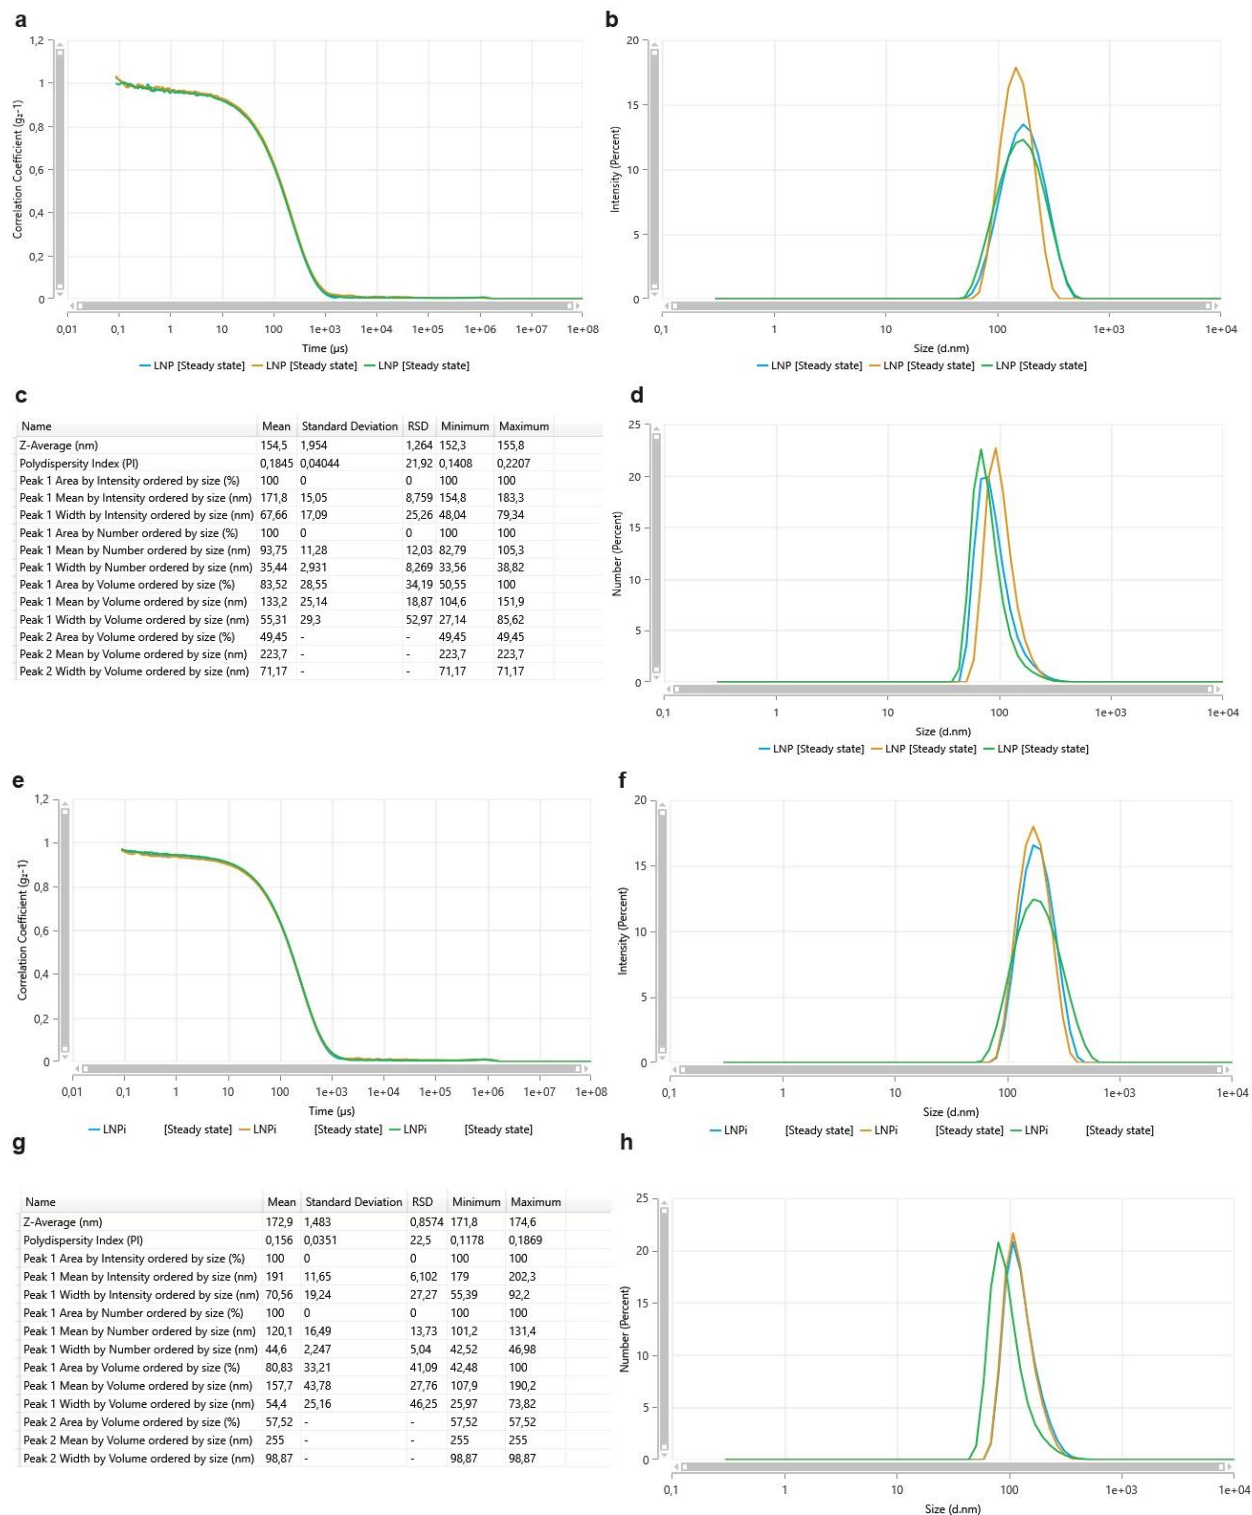 a
1,2
1
0,8
0,6
0,4
0,2
0
Correlation Coefficient (g₂-1)
0,01 0,1 1 10 100 1e+03 1e+04 1e+05 1e+06 1e+07 1e+08
Time (µs)
LNP [Steady state] LNP [Steady state] LNP [Steady state]
b
20
15
10
5
0
Intensity (Percent)
0,1 1 10 100 1e+03 1e+04
Size (d.nm)
LNP [Steady state] LNP [Steady state] LNP [Steady state]
c
Name Mean Standard Deviation RSD Minimum Maximum
Z-Average (nm) 154,5 1,954 1,264 152,3 155,8
Polydispersity Index (PI) 0,1845 0,04044 21,92 0,1408 0,2207
Peak 1 Area by Intensity ordered by size (%) 100 0 0 100 100
Peak 1 Mean by Intensity ordered by size (nm) 171,8 15,05 8,759 154,8 183,3
Peak 1 Width by Intensity ordered by size (nm) 67,66 17,09 25,26 48,04 79,34
Peak 1 Area by Number ordered by size (%) 100 0 0 100 100
Peak 1 Mean by Number ordered by size (nm) 93,75 11,28 12,03 82,79 105,3
Peak 1 Width by Number ordered by size (nm) 35,44 2,931 8,269 33,56 38,82
Peak 1 Area by Volume ordered by size (%) 83,52 28,55 34,19 50,55 100
Peak 1 Mean by Volume ordered by size (nm) 133,2 25,14 18,87 104,6 151,9
Peak 1 Width by Volume ordered by size (nm) 55,31 29,3 52,97 27,14 85,62
Peak 2 Area by Volume ordered by size (%) 49,45 - - 49,45 49,45
Peak 2 Mean by Volume ordered by size (nm) 223,7 - - 223,7 223,7
Peak 2 Width by Volume ordered by size (nm) 71,17 - - 71,17 71,17
d
25
20
15
10
5
0
Number (Percent)
0,1 1 10 100 1e+03 1e+04
Size (d.nm)
LNP [Steady state] LNP [Steady state] LNP [Steady state]
e
1,2
1
0,8
0,6
0,4
0,2
0
Correlation Coefficient (g₂-1)
0,01 0,1 1 10 100 1e+03 1e+04 1e+05 1e+06 1e+07 1e+08
Time (µs)
LNPi [Steady state] LNPi [Steady state] LNPi [Steady state]
f
20
15
10
5
0
Intensity (Percent)
0,1 1 10 100 1e+03 1e+04
Size (d.nm)
LNPi [Steady state] LNPi [Steady state] LNPi [Steady state]
g
Name Mean Standard Deviation RSD Minimum Maximum
Z-Average (nm) 172,9 1,483 0,8574 171,8 174,6
Polydispersity Index (PI) 0,156 0,0351 22,5 0,1178 0,1869
Peak 1 Area by Intensity ordered by size (%) 100 0 0 100 100
Peak 1 Mean by Intensity ordered by size (nm) 191 11,65 6,102 179 202,3
Peak 1 Width by Intensity ordered by size (nm) 70,56 19,24 27,27 55,39 92,2
Peak 1 Area by Number ordered by size (%) 100 0 0 100 100
Peak 1 Mean by Number ordered by size (nm) 120,1 16,49 13,73 101,2 131,4
Peak 1 Width by Number ordered by size (nm) 44,6 2,247 5,04 42,52 46,98
Peak 1 Area by Volume ordered by size (%) 80,83 33,21 41,09 42,48 100
Peak 1 Mean by Volume ordered by size (nm) 157,7 43,78 27,76 107,9 190,2
Peak 1 Width by Volume ordered by size (nm) 54,4 25,16 46,25 25,97 73,82
Peak 2 Area by Volume ordered by size (%) 57,52 - - 57,52 57,52
Peak 2 Mean by Volume ordered by size (nm) 255 - - 255 255
Peak 2 Width by Volume ordered by size (nm) 98,87 - - 98,87 98,87
h
25
20
15
10
5
0
Number (Percent)
0,1 1 10 100 1e+03 1e+04
Size (d.nm)